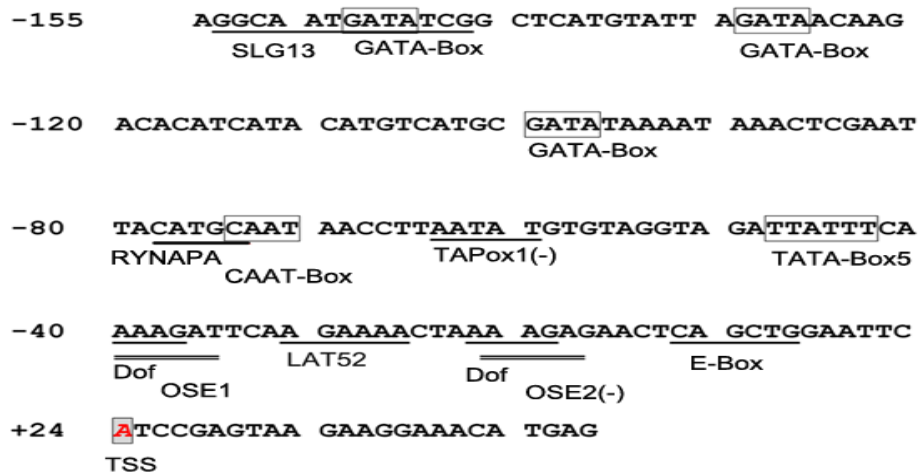 -155 AGGCA ATGATATCGG CTCATGTATT AGATAACAAG
SLG13 GATA-Box GATA-Box
-120 ACACATCATA CATGTCATGC GATATAAAAT AAACTCGAAT
GATA-Box
-80 TACATGCAAT AACCTTAATA TGTGTAGGTA GATTATTTCA
RYNAPA CAAT-Box TAPox1(-) TATA-Box5
-40 AAAGATTCAA AGAAAACTAA AAGAGAACTCA GCTGGAATTC
Dof OSE1 LAT52 Dof OSE2(-) E-Box
+24 ATCCGAGTAA GAAGGAAACA TGAG
TSS